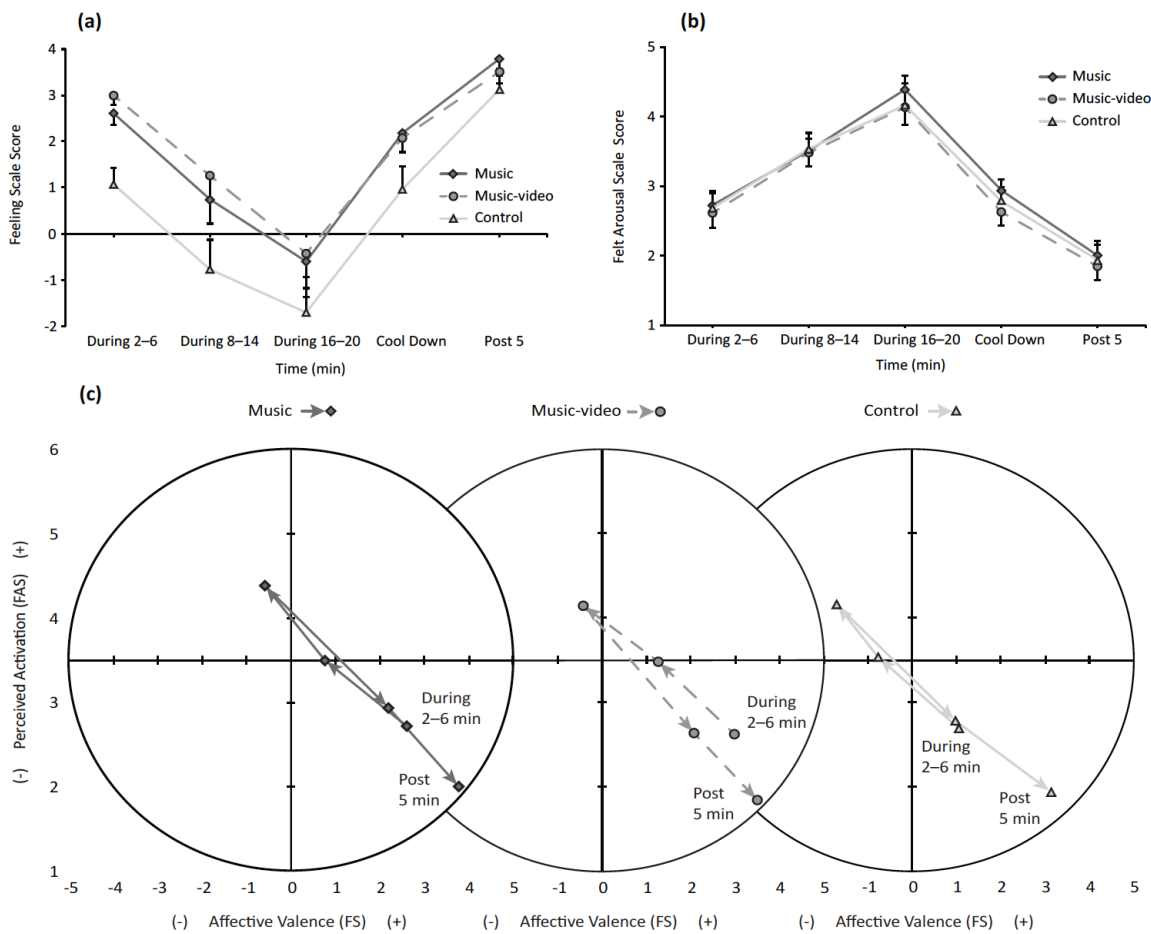 (a)
4
3
2
1
0
-1
-2
Feeling Scale Score
Music
Music-video
Control
During 2–6
During 8–14
During 16–20
Cool Down
Post 5
Time (min)
(b)
5
4
3
2
1
Felt Arousal Scale Score
Music
Music-video
Control
During 2–6
During 8–14
During 16–20
Cool Down
Post 5
Time (min)
(c)
Music
Music-video
Control
6
5
4
3
2
1
(-) Perceived Activation (FAS) (+)
During
2–6 min
Post
5 min
During
2–6 min
Post
5 min
During
2–6 min
Post
5 min
-5 -4 -3 -2 -1 0 1 2 3 4 5
-5 -4 -3 -2 -1 0 1 2 3 4 5
-5 -4 -3 -2 -1 0 1 2 3 4 5
(-) Affective Valence (FS) (+)
(-) Affective Valence (FS) (+)
(-) Affective Valence (FS) (+)